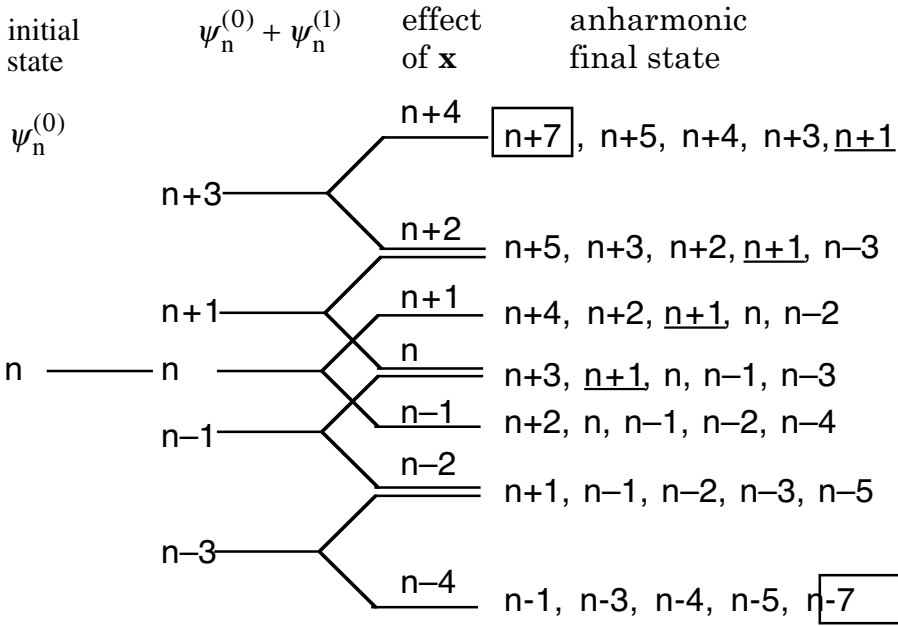 initial state
ψn(0) + ψn(1)
effect of x
anharmonic final state
ψn(0)
n+4
n+7, n+5, n+4, n+3, n+1
n+3
n+2
n+5, n+3, n+2, n+1, n–3
n+1
n+1
n+4, n+2, n+1, n, n–2
n
n
n
n+3, n+1, n, n–1, n–3
n–1
n–1
n+2, n, n–1, n–2, n–4
n–2
n+1, n–1, n–2, n–3, n–5
n–3
n–4
n-1, n-3, n-4, n-5, n-7